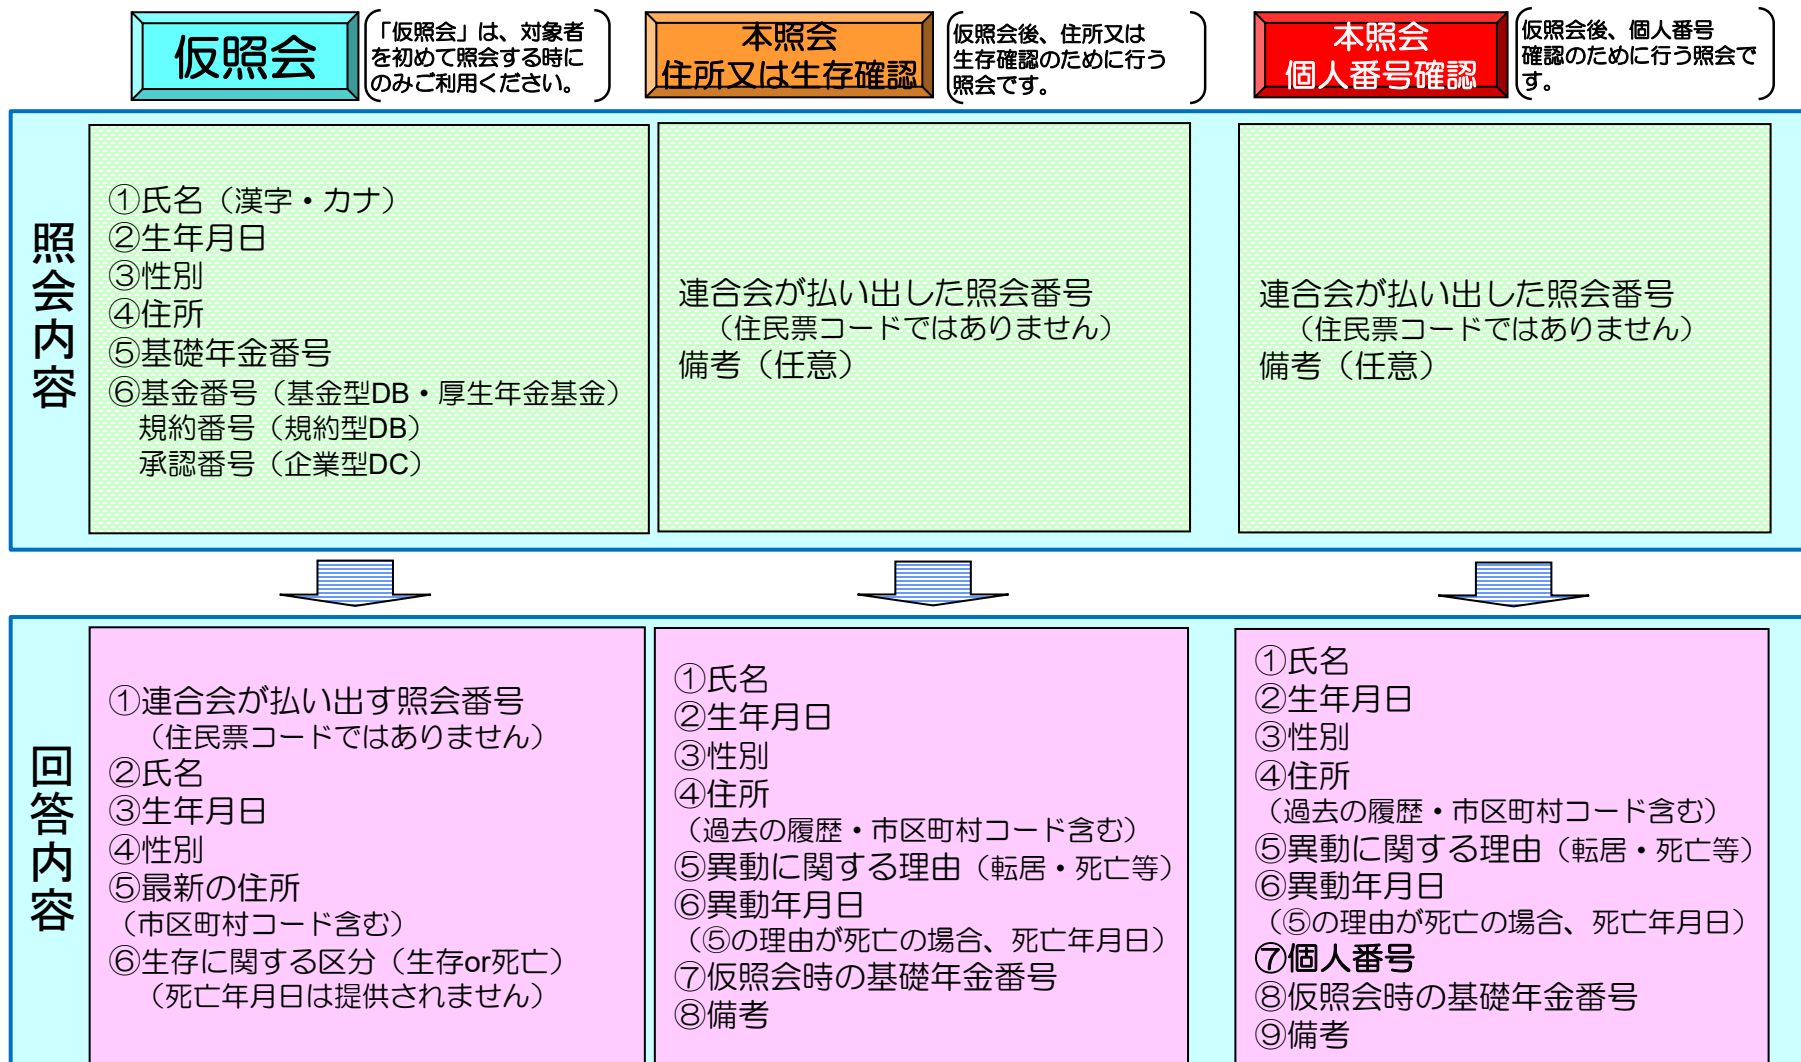 仮照会
「仮照会」は、対象者
を初めて照会する時に
のみご利用ください。
本照会
住所又は生存確認
仮照会後、住所又は
生存確認のために行う
照会です。
本照会
個人番号確認
仮照会後、個人番号
確認のために行う照会で
す。
照会内容
①氏名（漢字・カナ）
②生年月日
③性別
④住所
⑤基礎年金番号
⑥基金番号（基金型DB・厚生年金基金）
規約番号（規約型DB）
承認番号（企業型DC）
連合会が払い出した照会番号
（住民票コードではありません）
備考（任意）
連合会が払い出した照会番号
（住民票コードではありません）
備考（任意）
回答内容
①連合会が払い出す照会番号
（住民票コードではありません）
②氏名
③生年月日
④性別
⑤最新の住所
（市区町村コード含む）
⑥生存に関する区分（生存or死亡）
（死亡年月日は提供されません）
①氏名
②生年月日
③性別
④住所
（過去の履歴・市区町村コード含む）
⑤異動に関する理由（転居・死亡等）
⑥異動年月日
（⑤の理由が死亡の場合、死亡年月日）
⑦仮照会時の基礎年金番号
⑧備考
①氏名
②生年月日
③性別
④住所
（過去の履歴・市区町村コード含む）
⑤異動に関する理由（転居・死亡等）
⑥異動年月日
（⑤の理由が死亡の場合、死亡年月日）
⑦個人番号
⑧仮照会時の基礎年金番号
⑨備考